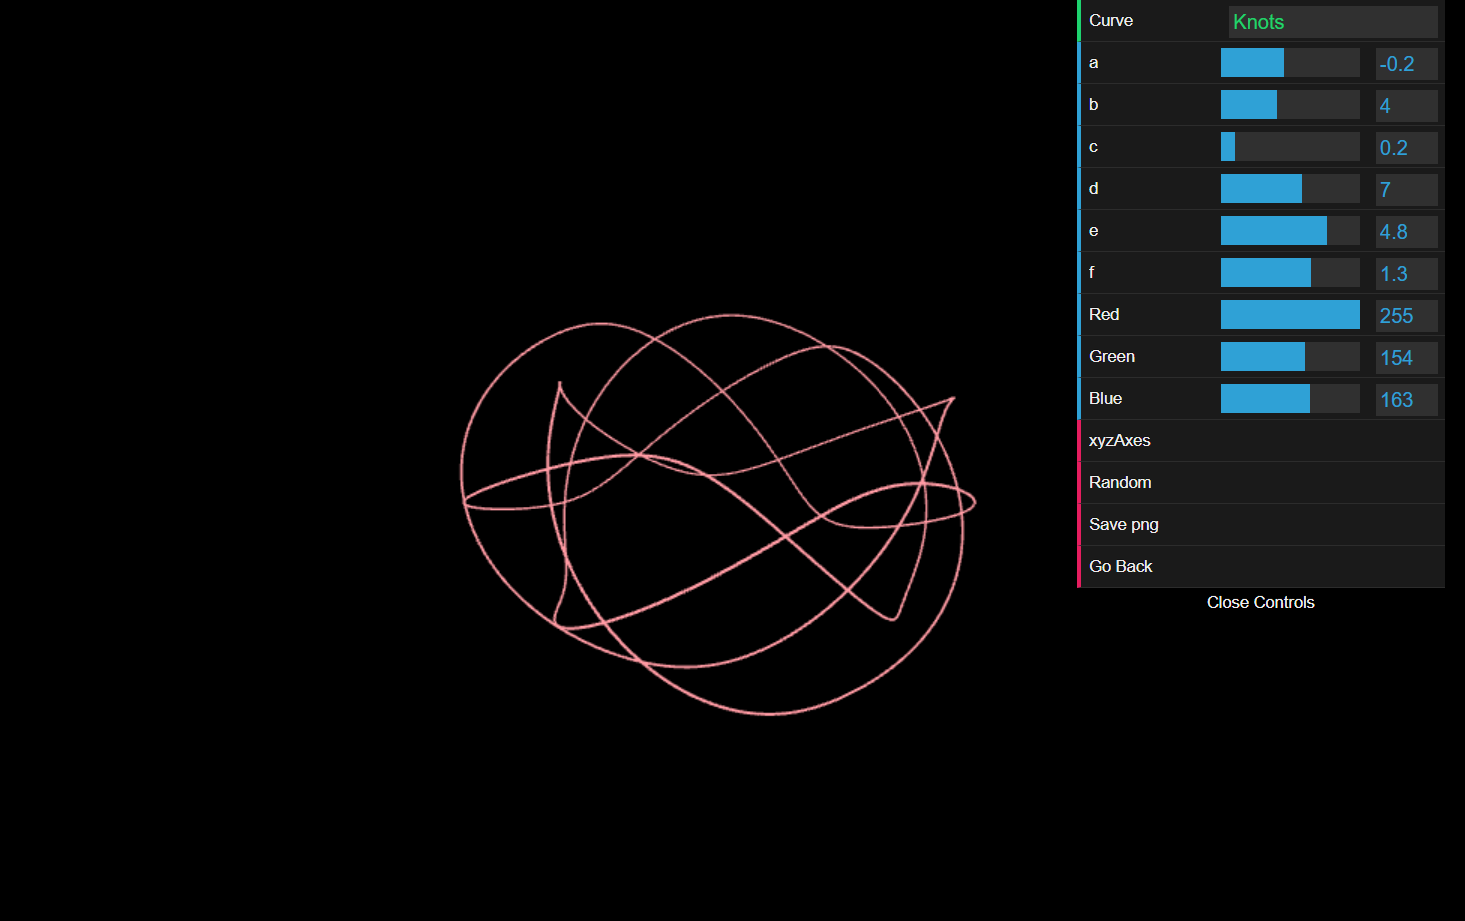 Curve Knots
a -0.2
b 4
c 0.2
d 7
e 4.8
f 1.3
Red 255
Green 154
Blue 163
xyzAxes
Random
Save png
Go Back
Close Controls